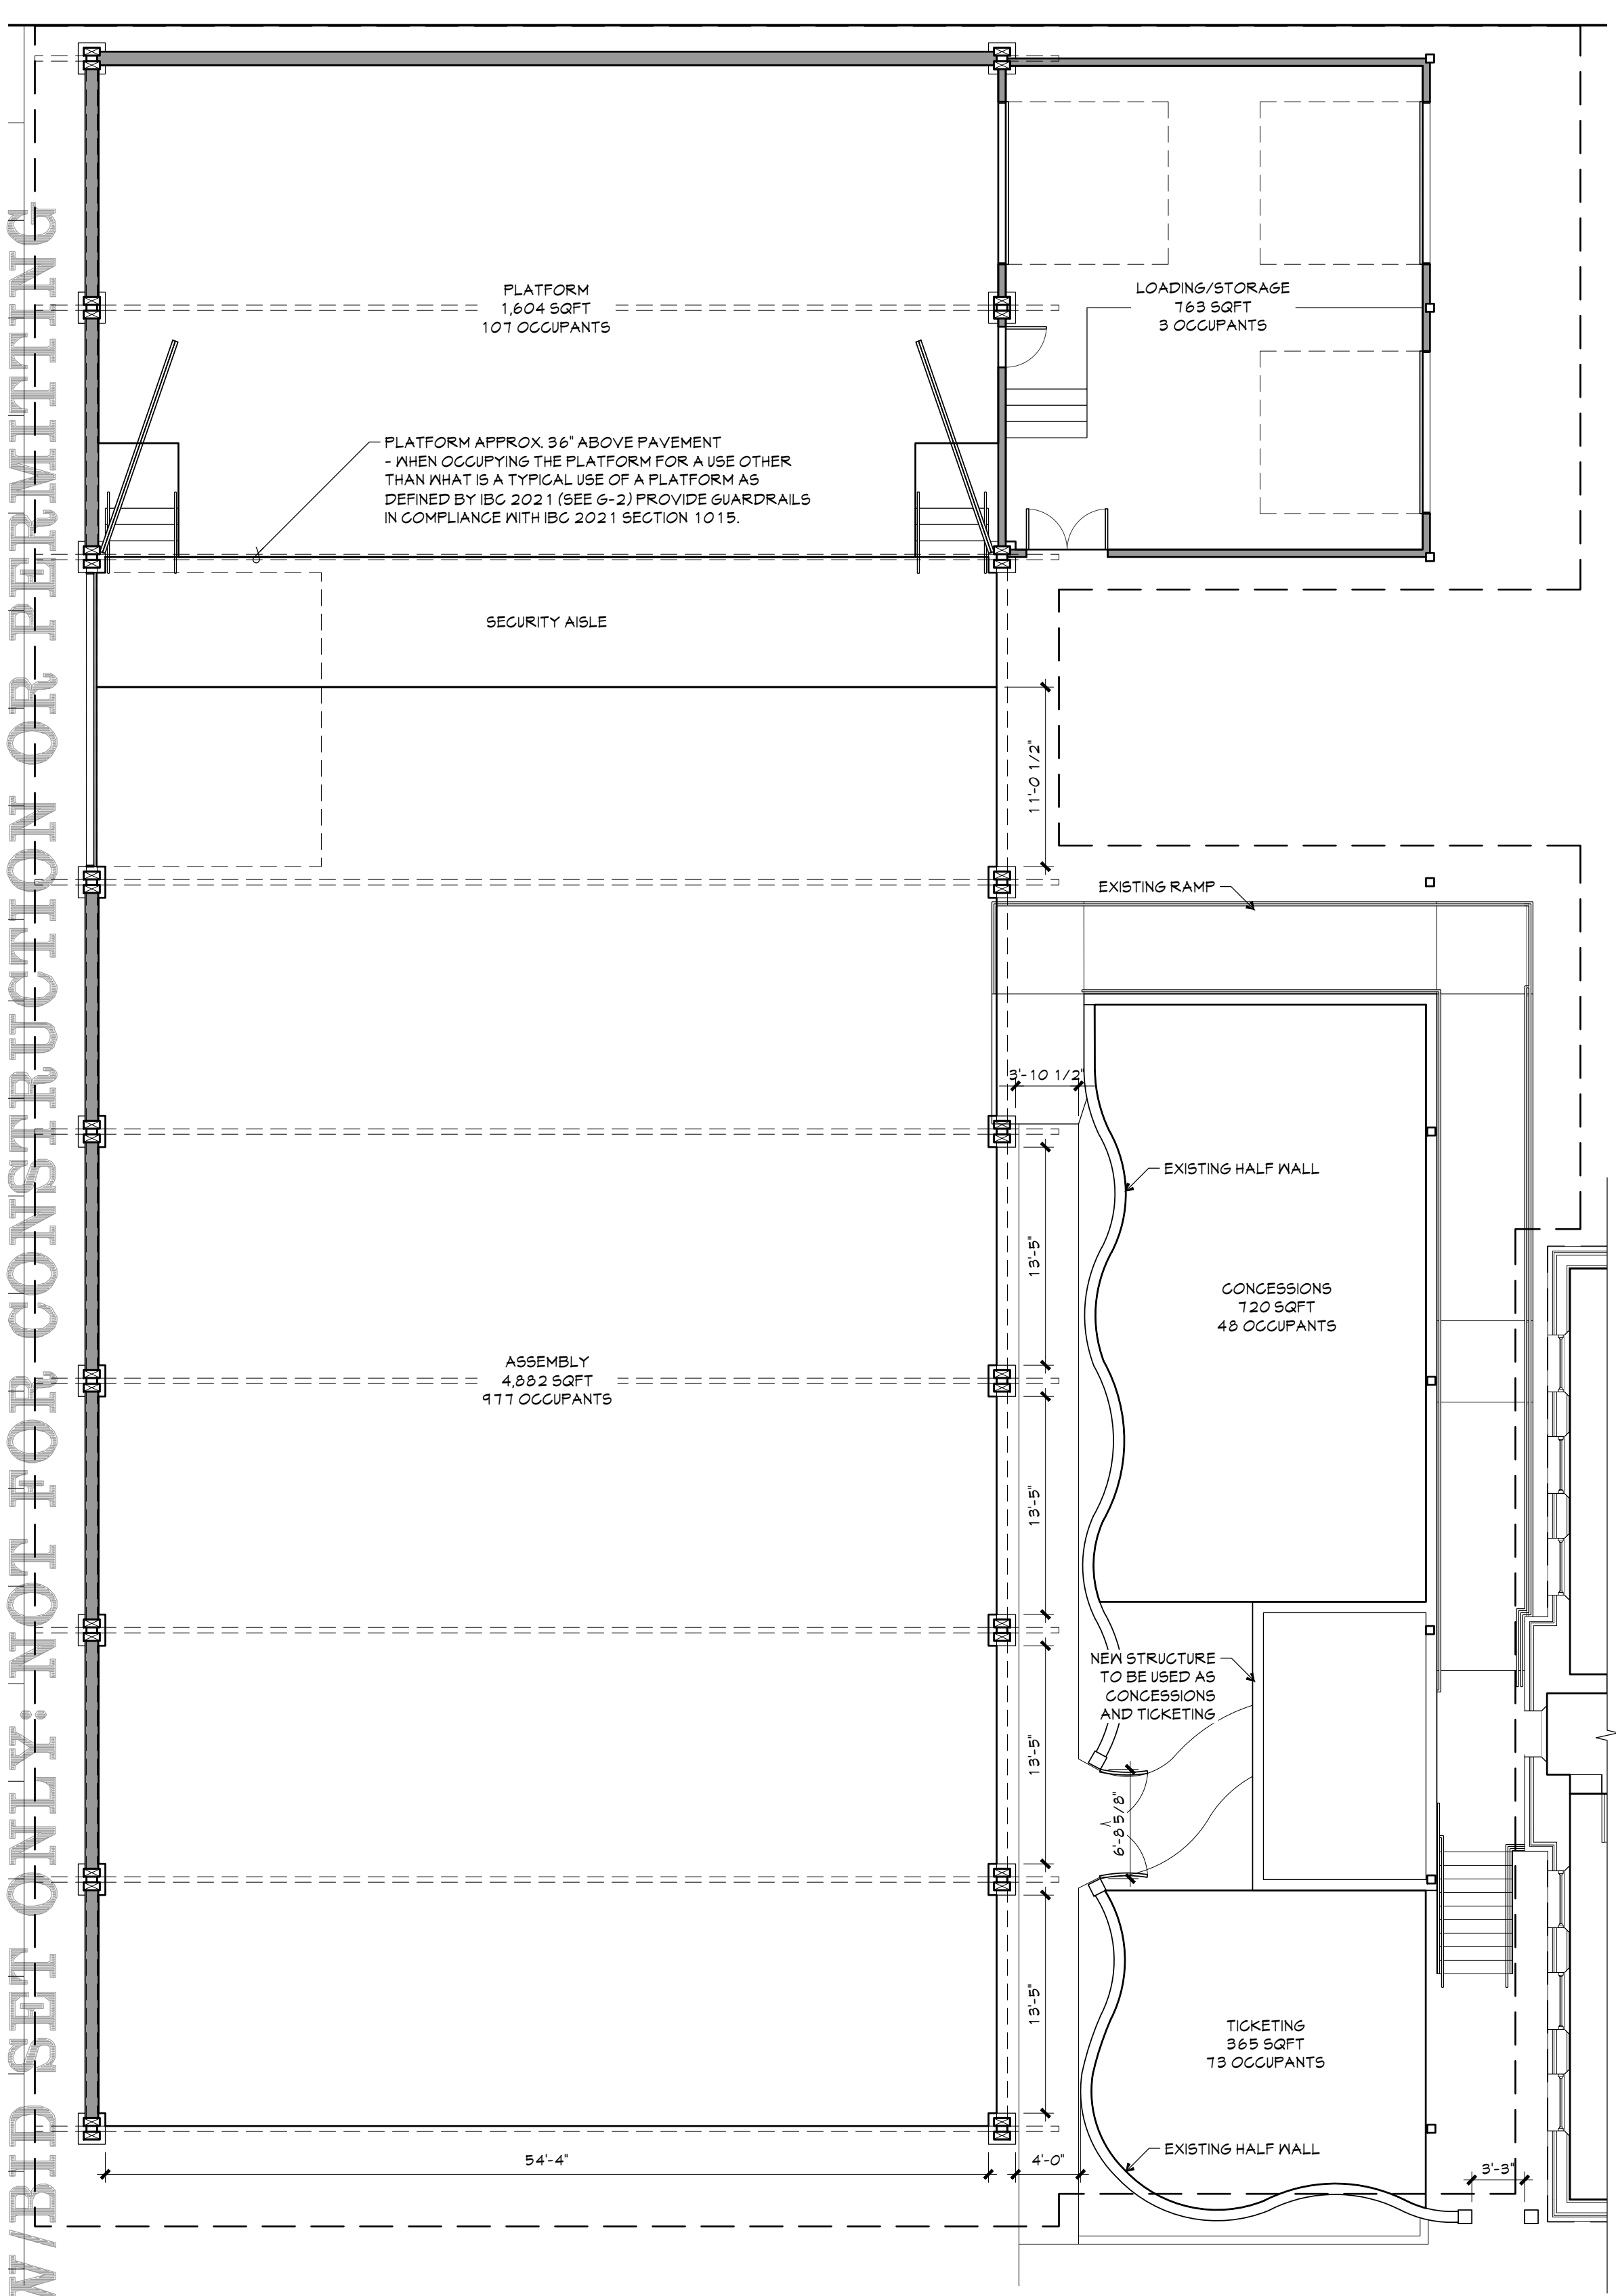 PLATFORM
1,604 SQFT
107 OCCUPANTS
LOADING/STORAGE
763 SQFT
3 OCCUPANTS
PLATFORM APPROX. 36" ABOVE PAVEMENT
- WHEN OCCUPYING THE PLATFORM FOR A USE OTHER
THAN WHAT IS A TYPICAL USE OF A PLATFORM AS
DEFINED BY IBC 2021 (SEE G-2) PROVIDE GUARDRAILS
IN COMPLIANCE WITH IBC 2021 SECTION 1015.
SECURITY AISLE
11'-0 1/2"
EXISTING RAMP
3'-10 1/2"
EXISTING HALF WALL
13'-5"
CONCESSIONS
720 SQFT
48 OCCUPANTS
ASSEMBLY
4,882 SQFT
977 OCCUPANTS
13'-5"
NEW STRUCTURE
TO BE USED AS
CONCESSIONS
AND TICKETING
13'-5"
6'-8 5/8"
13'-5"
TICKETING
365 SQFT
73 OCCUPANTS
EXISTING HALF WALL
54'-4"
4'-0"
3'-3"
W/BID SET ONLY: NOT FOR CONSTRUCTION OR PERMITTING